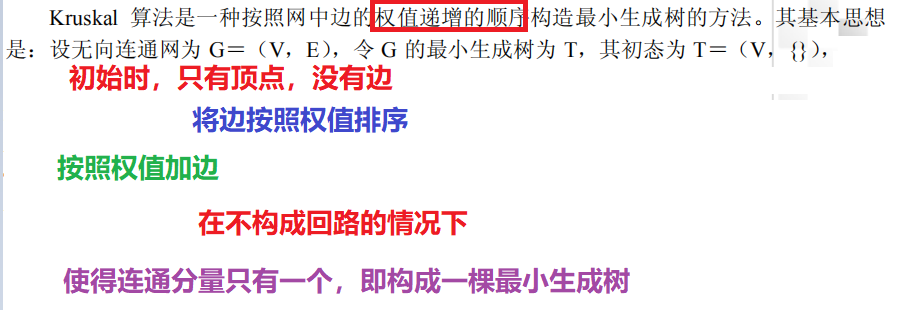 Kruskal 算法是一种按照网中边的权值递增的顺序构造最小生成树的方法。其基本思想
是：设无向连通网为 G＝（V，E），令 G 的最小生成树为 T，其初态为 T＝（V，{}），
初始时，只有顶点，没有边
将边按照权值排序
按照权值加边
在不构成回路的情况下
使得连通分量只有一个，即构成一棵最小生成树